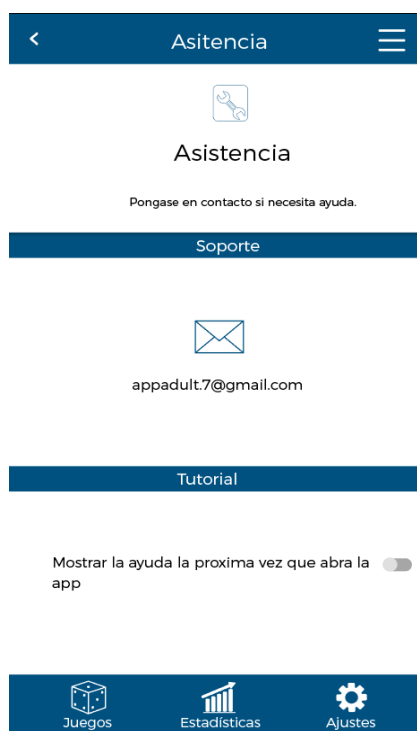 Asitencia
Asistencia
Pongase en contacto si necesita ayuda.
Soporte
appadult.7@gmail.com
Tutorial
Mostrar la ayuda la proxima vez que abra la
app
Juegos Estadísticas Ajustes